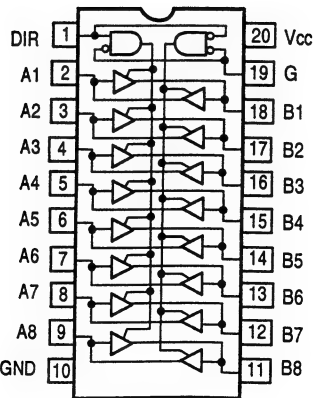 DIR 1 20 Vcc
A1 2 19 G
A2 3 18 B1
A3 4 17 B2
A4 5 16 B3
A5 6 15 B4
A6 7 14 B5
A7 8 13 B6
A8 9 12 B7
GND 10 11 B8